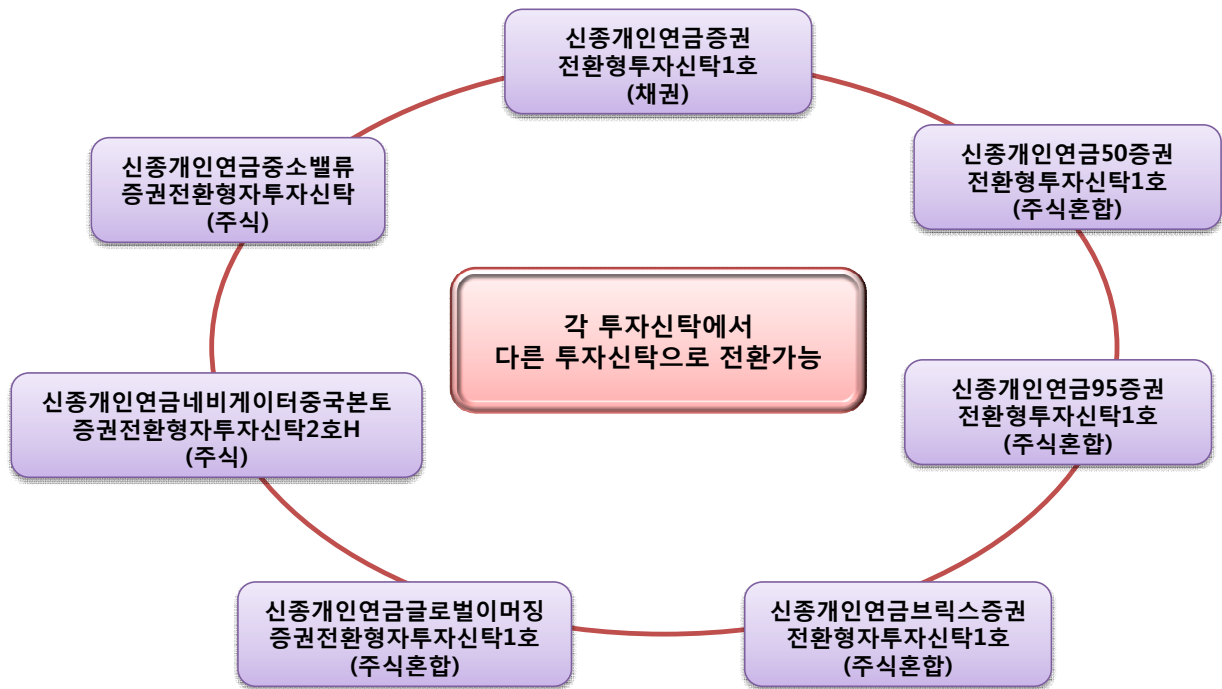 신종개인연금증권
전환형투자신탁1호
(채권)
신종개인연금50증권
전환형투자신탁1호
(주식혼합)
신종개인연금95증권
전환형투자신탁1호
(주식혼합)
신종개인연금브릭스증권
전환형자투자신탁1호
(주식혼합)
신종개인연금글로벌이머징
증권전환형자투자신탁1호
(주식혼합)
신종개인연금네비게이터중국본토
증권전환형자투자신탁2호H
(주식)
신종개인연금중소밸류
증권전환형자투자신탁
(주식)
각 투자신탁에서
다른 투자신탁으로 전환가능